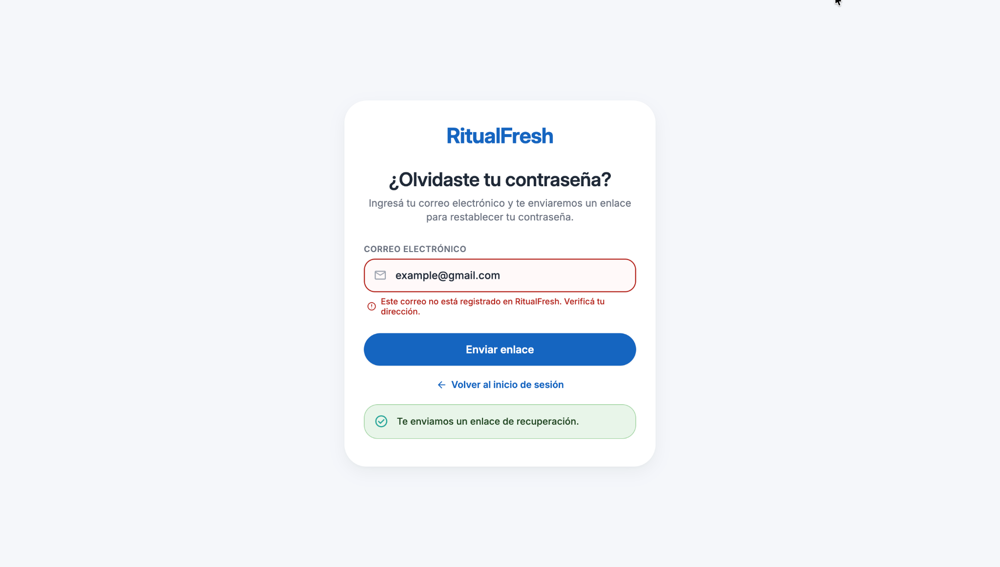 RitualFresh
¿Olvidaste tu contraseña?
Ingresá tu correo electrónico y te enviaremos un enlace
para restablecer tu contraseña.
CORREO ELECTRÓNICO
example@gmail.com
Este correo no está registrado en RitualFresh. Verificá tu
dirección.
Enviar enlace
Volver al inicio de sesión
Te enviamos un enlace de recuperación.